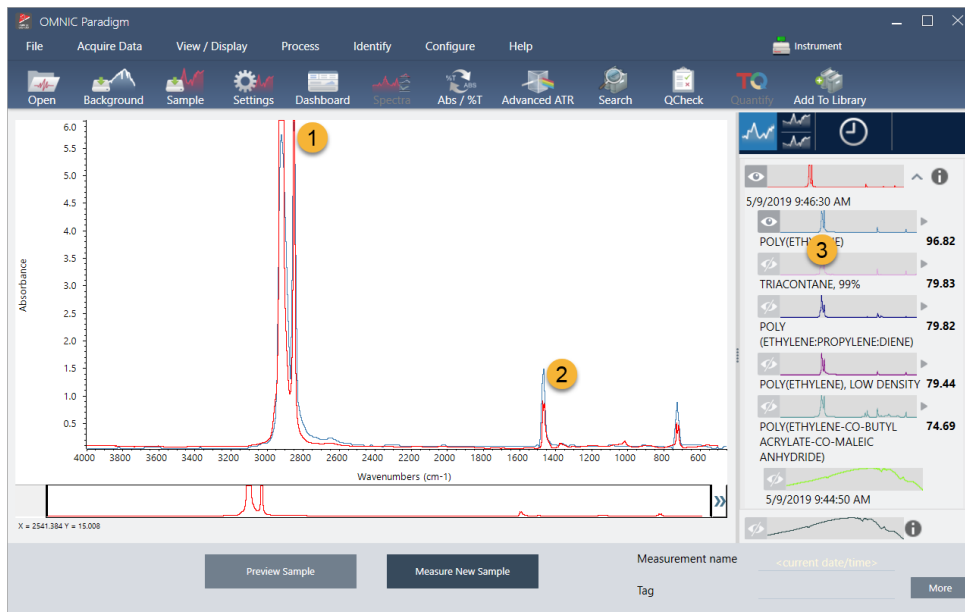 OMNIC Paradigm
File Acquire Data View / Display Process Identify Configure Help Instrument
Open Background Sample Settings Dashboard Spectra %T ABS Abs / %T Advanced ATR Search QCheck TQ Quantify Add To Library
6.0
5.5
5.0
4.5
4.0
3.5
3.0
2.5
2.0
1.5
1.0
0.5
Absorbance
4000 3800 3600 3400 3200 3000 2800 2600 2400 2200 2000 1800 1600 1400 1200 1000 800 600
Wavenumbers (cm-1)
1
2
X = 2541.384 Y = 15.008
5/9/2019 9:46:30 AM
POLY(ETHYLENE) 96.82
3
TRIACONTANE, 99% 79.83
POLY 79.82
(ETHYLENE:PROPYLENE:DIENE)
POLY(ETHYLENE), LOW DENSITY 79.44
POLY(ETHYLENE-CO-BUTYL 74.69
ACRYLATE-CO-MALEIC
ANHYDRIDE)
5/9/2019 9:44:50 AM
Preview Sample Measure New Sample
Measurement name <current date/time>
Tag
More